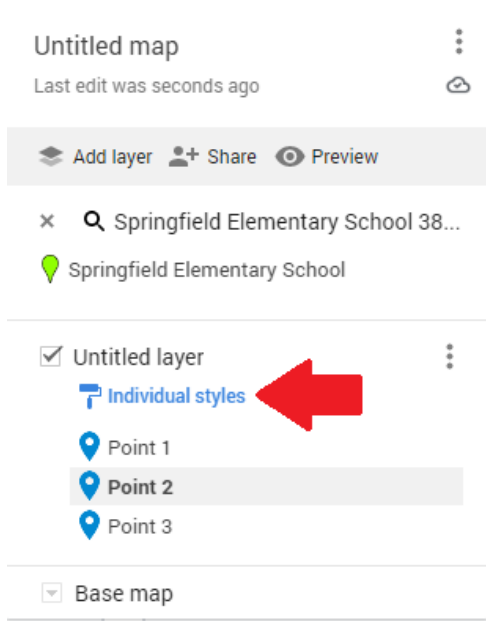 Untitled map
Last edit was seconds ago
Add layer Share Preview
Springfield Elementary School 38...
Springfield Elementary School
Untitled layer
Individual styles
Point 1
Point 2
Point 3
Base map